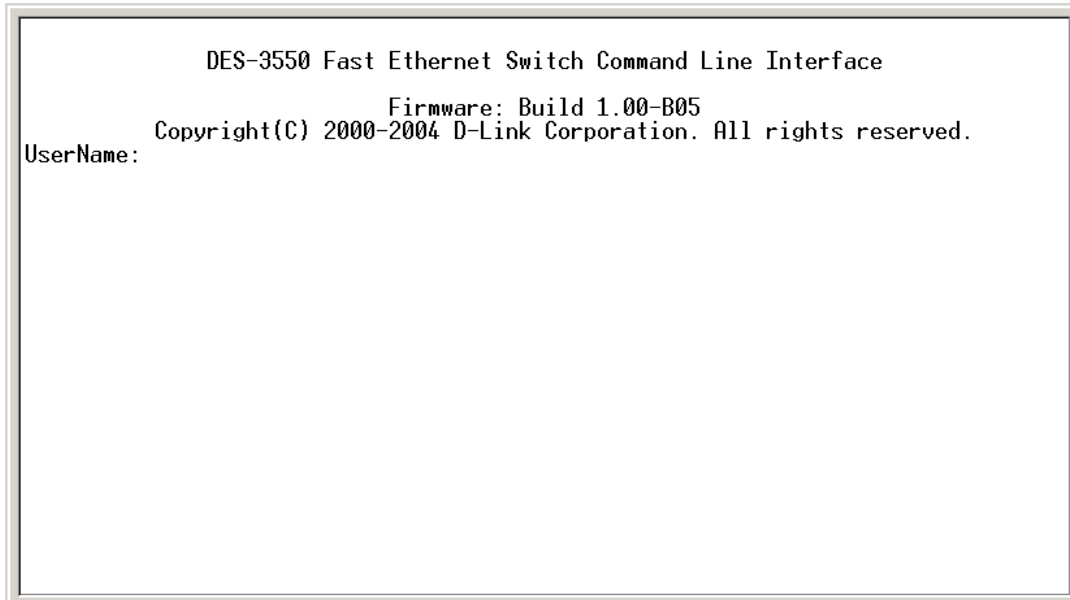 DES-3550 Fast Ethernet Switch Command Line Interface
Firmware: Build 1.00-B05
Copyright(C) 2000-2004 D-Link Corporation. All rights reserved.
UserName: